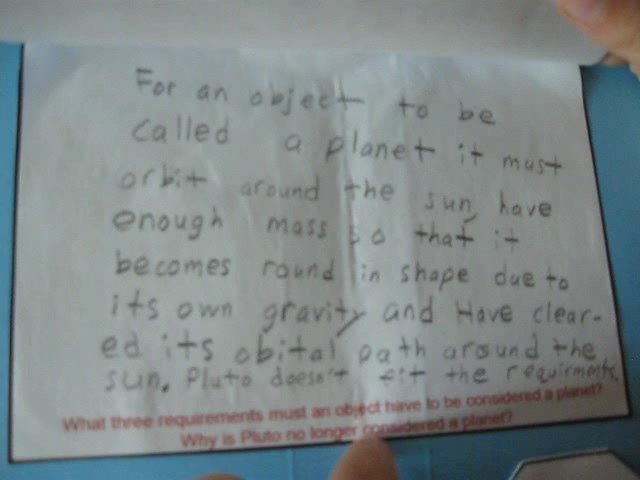 For an object to be
called a planet it must
orbit around the sun, have
enough mass so that it
becomes round in shape due to
its own gravity and Have clear-
ed its obital path around the
sun. Pluto doesn't fit the requirments.
What three requirements must an object have to be considered a planet?
Why is Pluto no longer considered a planet?